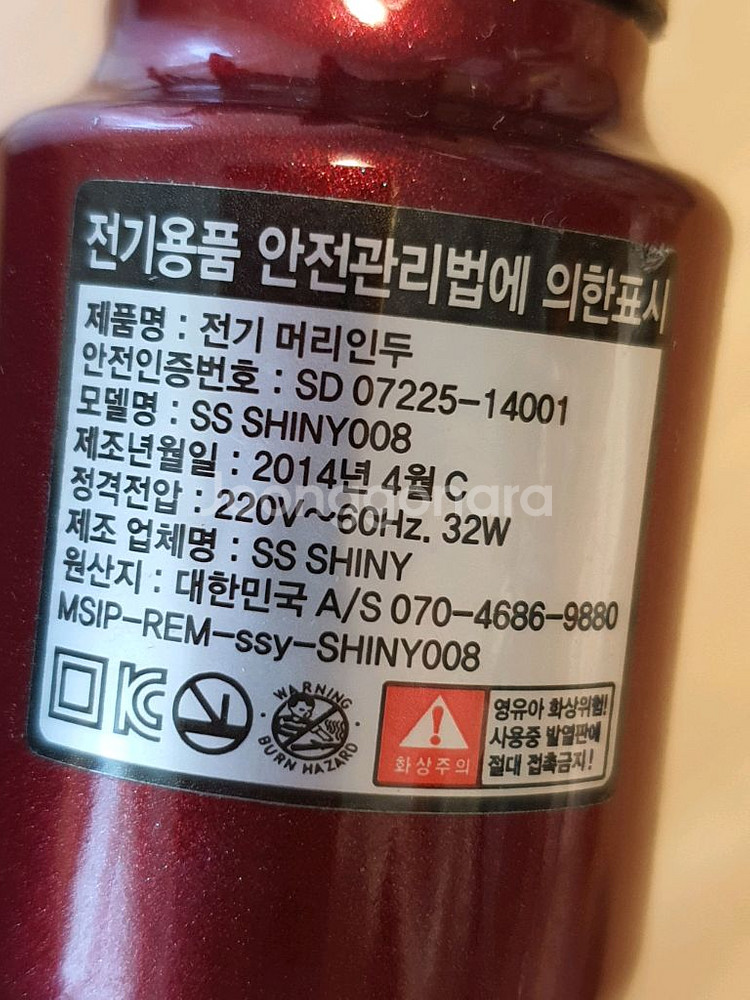 전기용품 안전관리법에 의한표시
제품명 : 전기 머리인두
안전인증번호 : SD 07225-14001
모델명 : SS SHINY008
제조년월일 : 2014년 4월 C
정격전압 : 220V~60Hz. 32W
제조 업체명 : SS SHINY
원산지 : 대한민국 A/S 070-4686-9880
MSIP-REM-ssy-SHINY008
WARNING
BURN HAZARD
화상주의
영유아 화상위험!
사용중 발열판에
절대 접촉금지!
Joonggonara